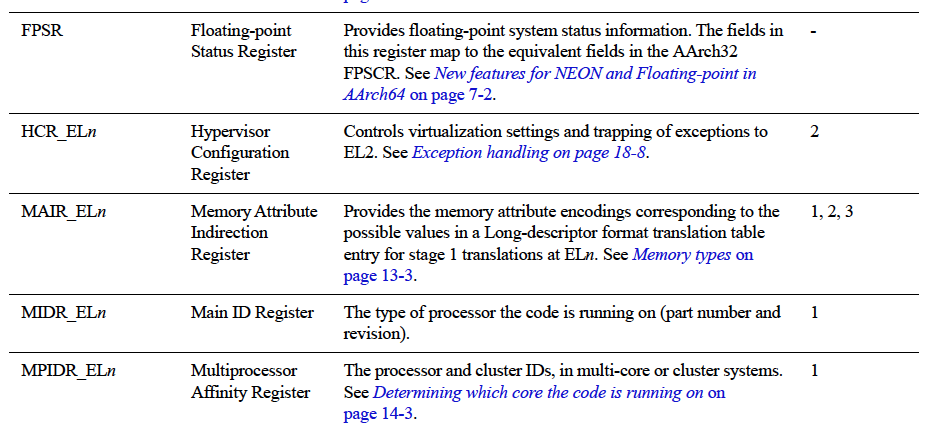 FPSR Floating-point Provides floating-point system status information. The fields in -
Status Register this register map to the equivalent fields in the AArch32
FPSCR. See New features for NEON and Floating-point in
AArch64 on page 7-2.
HCR_ELn Hypervisor Controls virtualization settings and trapping of exceptions to 2
Configuration EL2. See Exception handling on page 18-8.
Register
MAIR_ELn Memory Attribute Provides the memory attribute encodings corresponding to the 1, 2, 3
Indirection possible values in a Long-descriptor format translation table
Register entry for stage 1 translations at ELn. See Memory types on
page 13-3.
MIDR_ELn Main ID Register The type of processor the code is running on (part number and 1
revision).
MPIDR_ELn Multiprocessor The processor and cluster IDs, in multi-core or cluster systems. 1
Affinity Register See Determining which core the code is running on on
page 14-3.